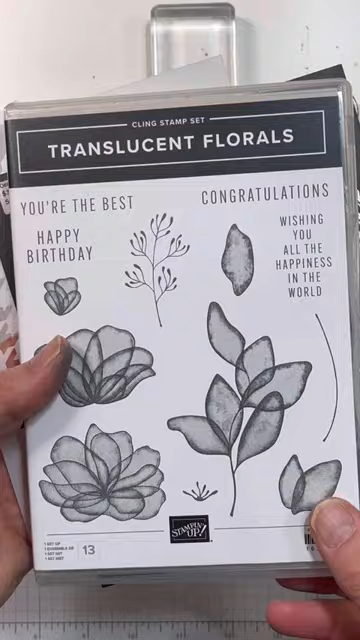 CLING STAMP SET
TRANSLUCENT FLORALS
YOU'RE THE BEST
CONGRATULATIONS
HAPPY
BIRTHDAY
WISHING
YOU
ALL THE
HAPPINESS
IN THE
WORLD
STAMPIN' UP!
13